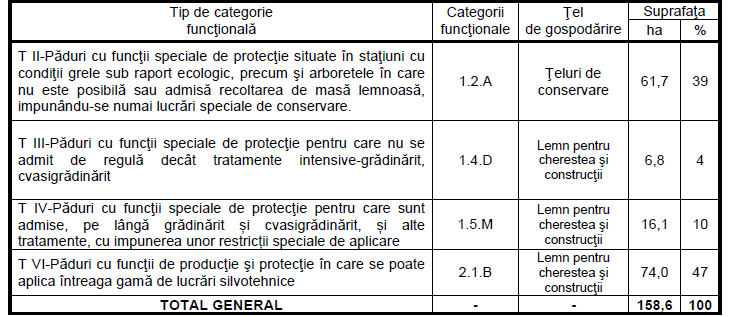 Tip de categorie
funcţională
Categorii
funcţionale
Ţel
de gospodărire
Suprafaţa
ha
%
T II-Păduri cu funcţii speciale de protecţie situate în staţiuni cu
condiţii grele sub raport ecologic, precum şi arboretele în care
nu este posibilă sau admisă recoltarea de masă lemnoasă,
impunându-se numai lucrări speciale de conservare.
1.2.A
Ţeluri de
conservare
61,7
39
T III-Păduri cu funcţii speciale de protecţie pentru care nu se
admit de regulă decât tratamente intensive-grădinărit,
cvasigrădinărit
1.4.D
Lemn pentru
cherestea şi
construcţii
6,8
4
T IV-Păduri cu funcţii speciale de protecţie pentru care sunt
admise, pe lângă grădinărit și cvasigrădinărit, și alte
tratamente, cu impunerea unor restricții speciale de aplicare
1.5.M
Lemn pentru
cherestea şi
construcţii
16,1
10
T VI-Păduri cu funcţii de producţie şi protecţie în care se poate
aplica întreaga gamă de lucrări silvotehnice
2.1.B
Lemn pentru
cherestea şi
construcţii
74,0
47
TOTAL GENERAL
-
-
158,6
100